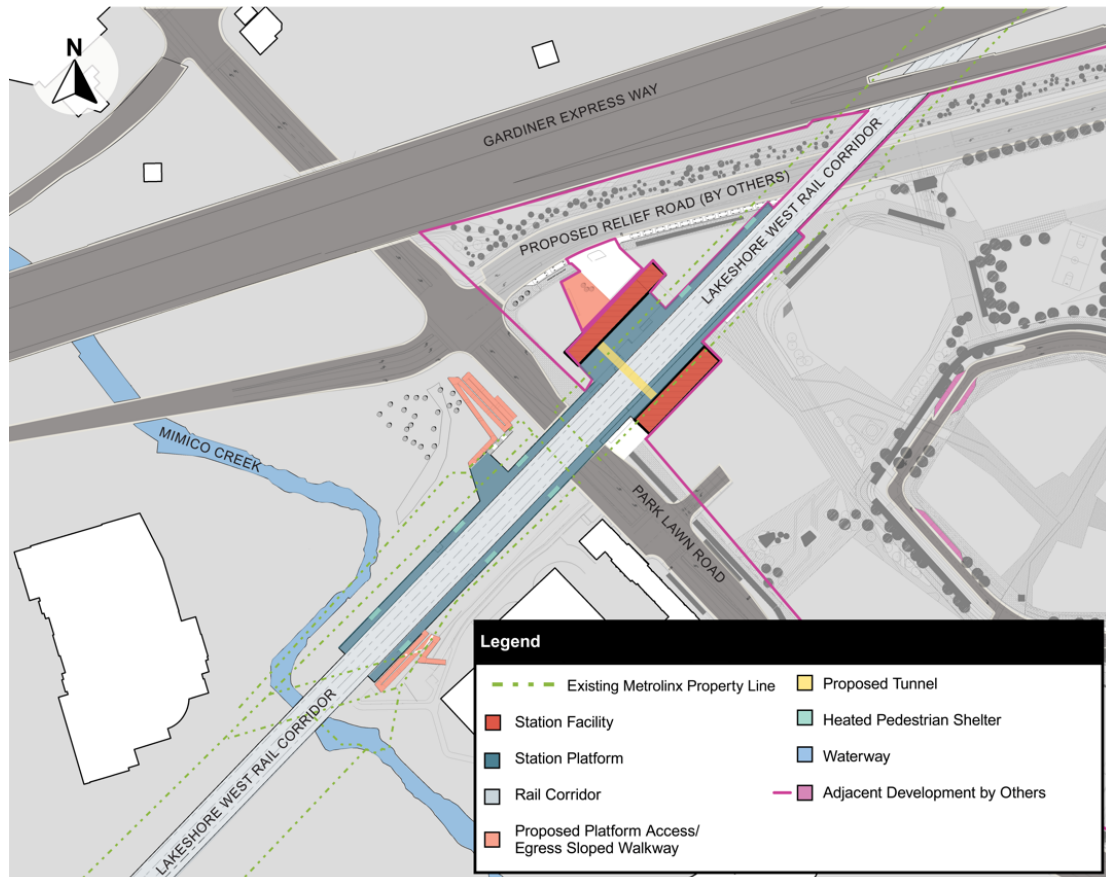 N
GARDINER EXPRESS WAY
LAKESHORE WEST RAIL CORRIDOR
PROPOSED RELIEF ROAD (BY OTHERS)
MIMICO CREEK
PARK LAWN ROAD
LAKESHORE WEST RAIL CORRIDOR
Legend
Existing Metrolinx Property Line
Station Facility
Station Platform
Rail Corridor
Proposed Platform Access/
Egress Sloped Walkway
Proposed Tunnel
Heated Pedestrian Shelter
Waterway
Adjacent Development by Others